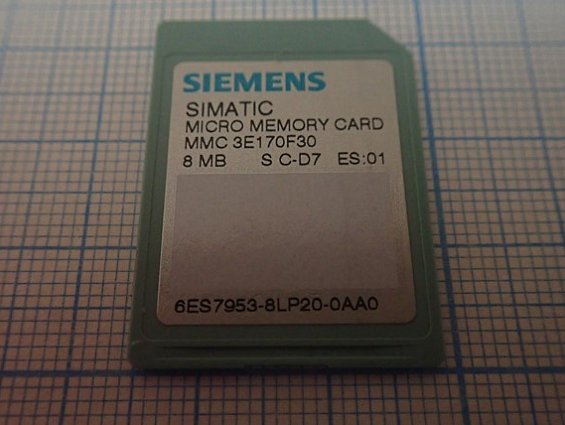 SIEMENS
SIMATIC
MICRO MEMORY CARD
MMC 3E170F30
8 MB S C-D7 ES:01
6ES7953-8LP20-0AA0